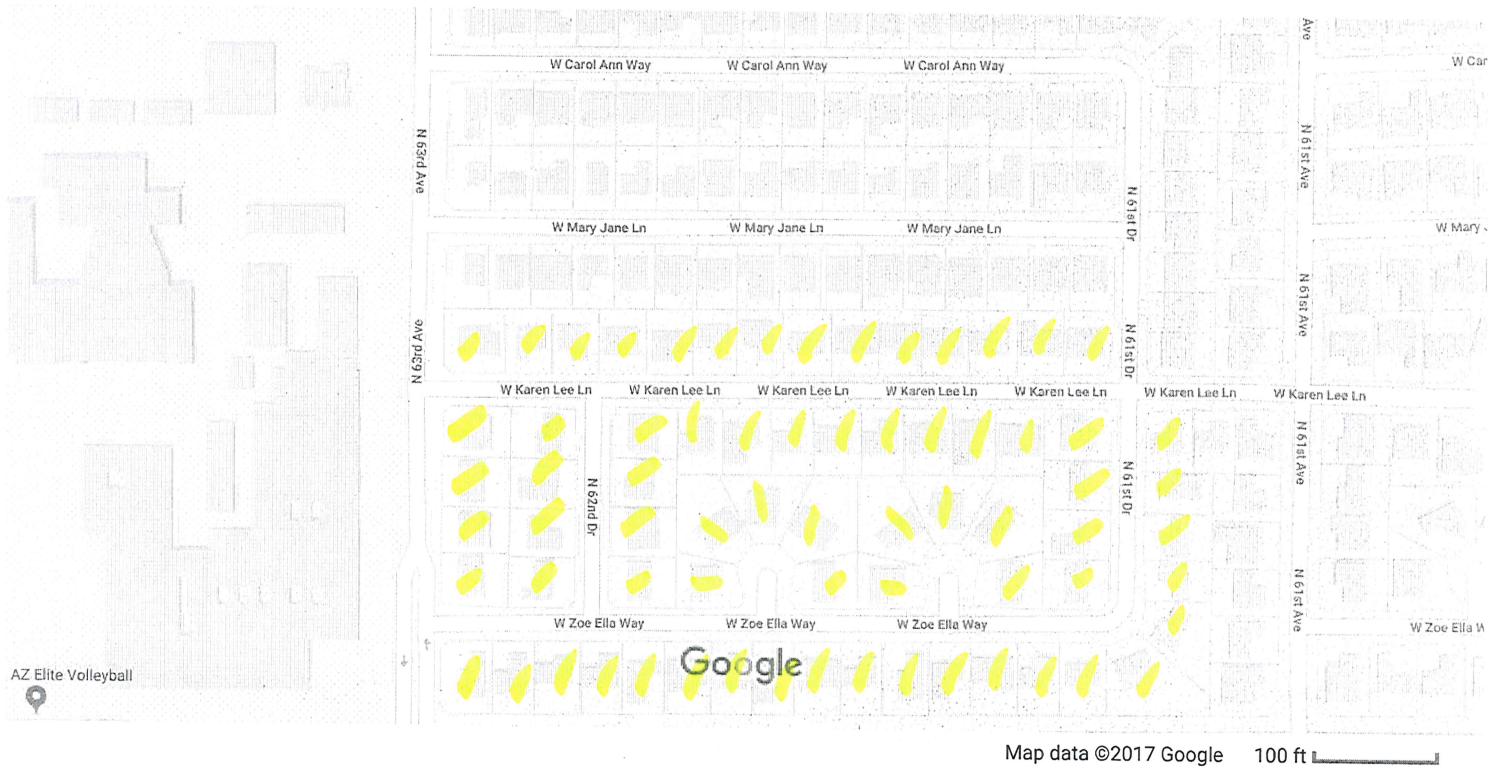 Ave
W Carol Ann Way W Carol Ann Way W Carol Ann Way W Car
N 63rd Ave
N 61st Ave
N 61st Dr
W Mary Jane Ln W Mary Jane Ln W Mary Jane Ln W Mary
N 61st Ave
N 63rd Ave
N 61st Dr
W Karen Lee Ln W Karen Lee Ln W Karen Lee Ln W Karen Lee Ln W Karen Lee Ln W Karen Lee Ln W Karen Lee Ln
N 61st Ave
N 62nd Dr
N 61st Dr
N 61st Ave
W Zoe Ella Way W Zoe Ella Way W Zoe Ella Way W Zoe Ella W
Google
AZ Elite Volleyball
Map data ©2017 Google 100 ft